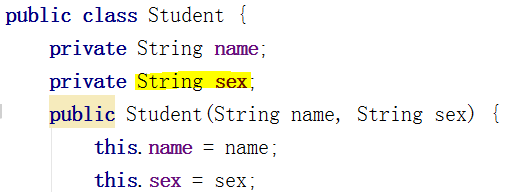 public class Student {
private String name;
private String sex;
public Student(String name, String sex) {
this.name = name;
this.sex = sex;